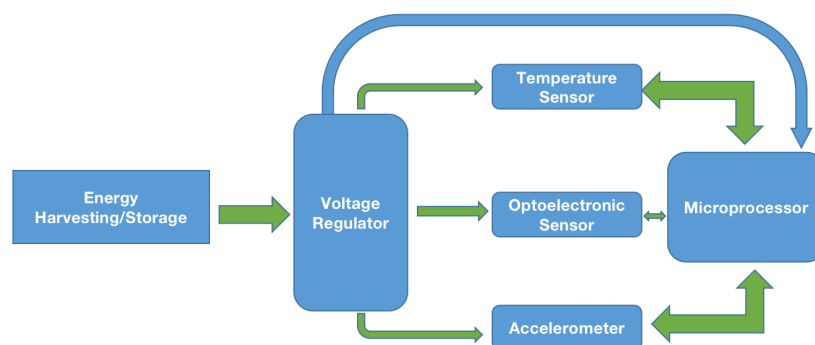 Energy
Harvesting/Storage
Voltage
Regulator
Temperature
Sensor
Optoelectronic
Sensor
Accelerometer
Microprocessor